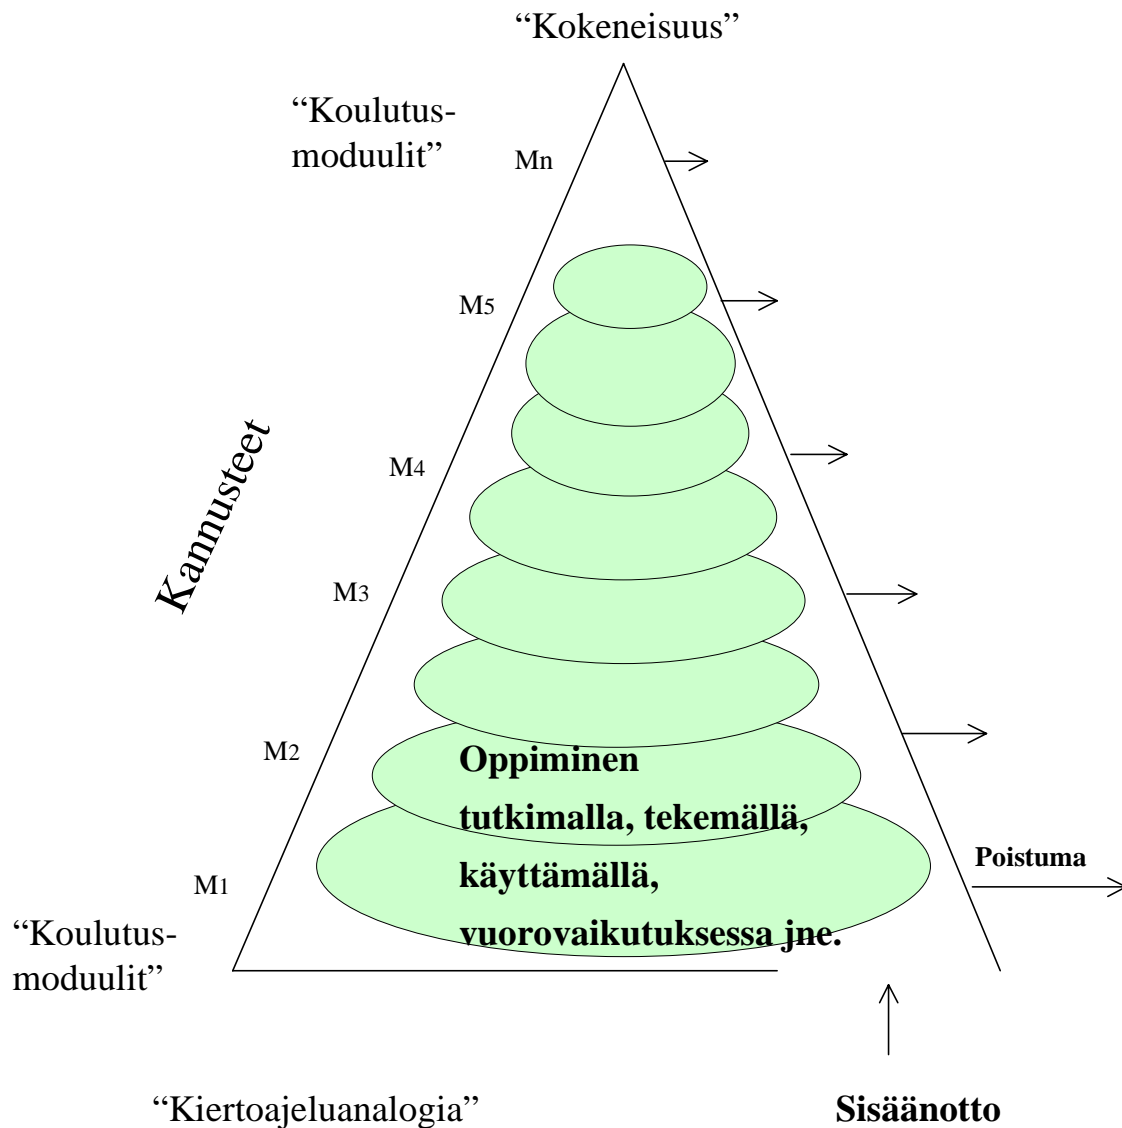 “Kokeneisuus”
“Koulutus-
moduulit”
Mn
M5
Kannusteet
M4
M3
M2
Oppiminen
tutkimalla, tekemällä,
käyttämällä,
vuorovaikutuksessa jne.
Poistuma
M1
“Koulutus-
moduulit”
“Kiertoajeluanalogia”
Sisäänotto